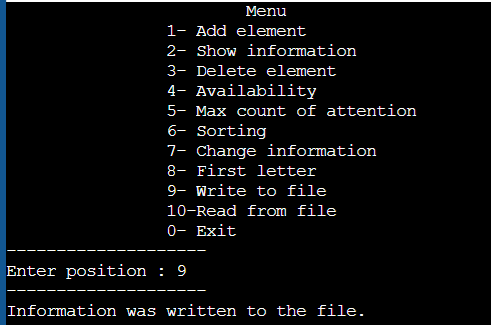 Menu
1- Add element
2- Show information
3- Delete element
4- Availability
5- Max count of attention
6- Sorting
7- Change information
8- First letter
9- Write to file
10-Read from file
0- Exit
--------------------
Enter position : 9
--------------------
Information was written to the file.